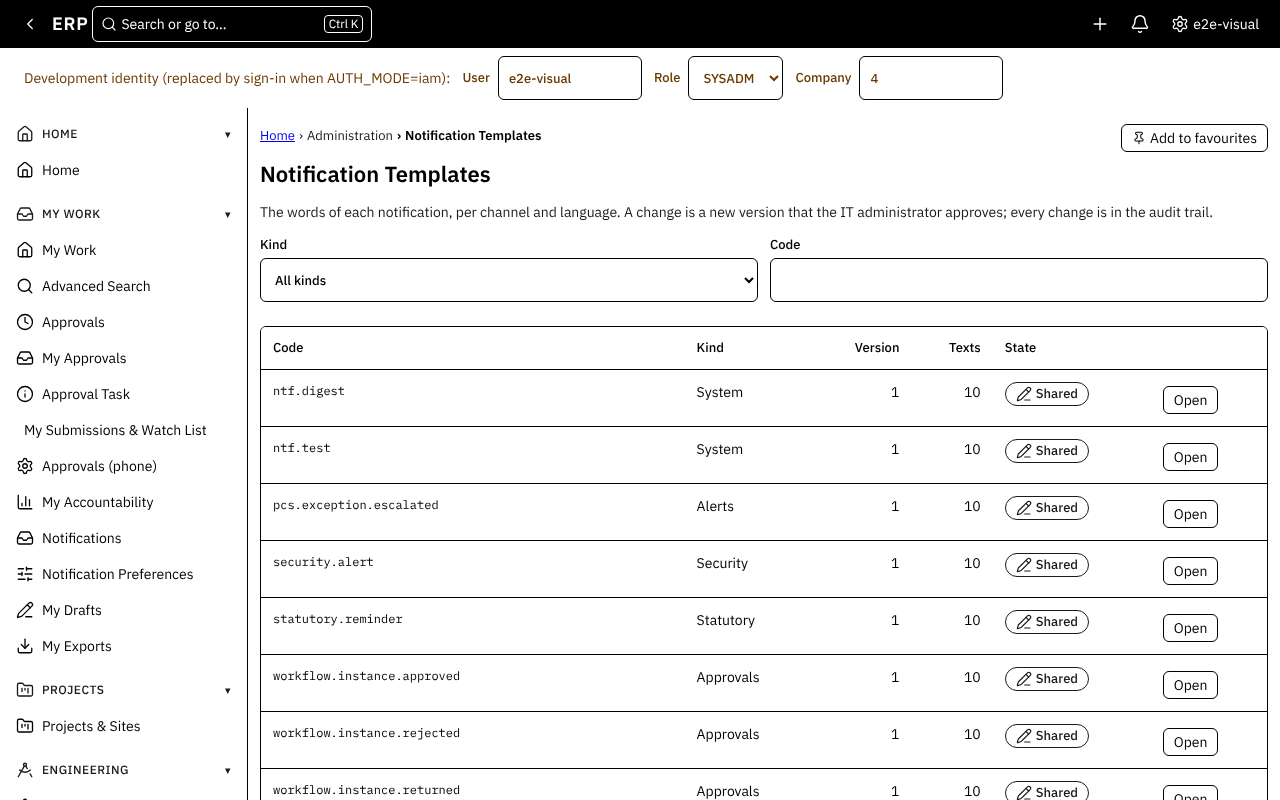 ERP
Search or go to...
Ctrl K
e2e-visual
Development identity (replaced by sign-in when AUTH_MODE=iam):
User
e2e-visual
Role
SYSADM
Company
4
HOME
Home
MY WORK
My Work
Advanced Search
Approvals
My Approvals
Approval Task
My Submissions & Watch List
Approvals (phone)
My Accountability
Notifications
Notification Preferences
My Drafts
My Exports
PROJECTS
Projects & Sites
ENGINEERING
Home › Administration › Notification Templates
Add to favourites
Notification Templates
The words of each notification, per channel and language. A change is a new version that the IT administrator approves; every change is in the audit trail.
Kind
All kinds
Code
Code Kind Version Texts State
ntf.digest System 1 10 Shared Open
ntf.test System 1 10 Shared Open
pcs.exception.escalated Alerts 1 10 Shared Open
security.alert Security 1 10 Shared Open
statutory.reminder Statutory 1 10 Shared Open
workflow.instance.approved Approvals 1 10 Shared Open
workflow.instance.rejected Approvals 1 10 Shared Open
workflow.instance.returned Approvals 1 10 Shared Open